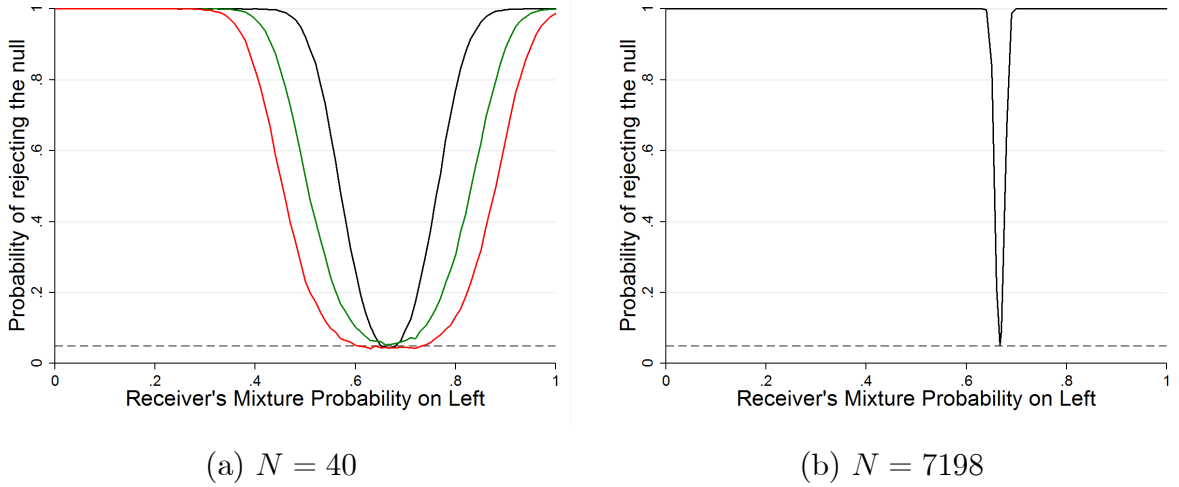 Probability of rejecting the null
0 .2 .4 .6 .8 1
0 .2 .4 .6 .8 1
Receiver's Mixture Probability on Left
(a) N = 40
Probability of rejecting the null
0 .2 .4 .6 .8 1
0 .2 .4 .6 .8 1
Receiver's Mixture Probability on Left
(b) N = 7198